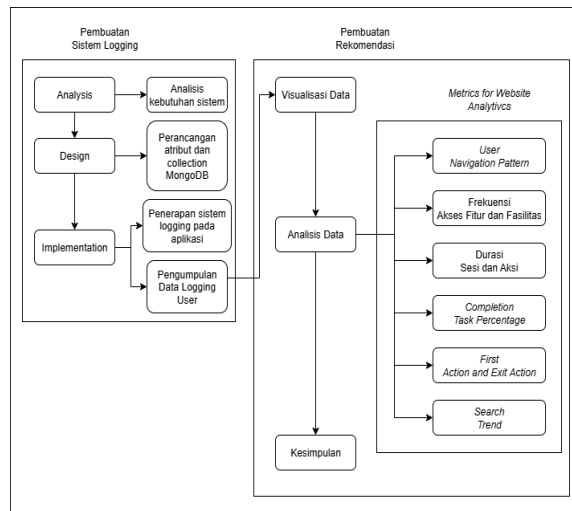 Pembuatan
Sistem Logging
Analysis
Analisis
kebutuhan sistem
Design
Perancangan
atribut dan
collection
MongoDB
Implementation
Penerapan sistem
logging pada
aplikasi
Pengumpulan
Data Logging
User
Pembuatan
Rekomendasi
Visualisasi Data
Analisis Data
Kesimpulan
Metrics for Website
Analytivcs
User
Navigation Pattern
Frekuensi
Akses Fitur dan Fasilitas
Durasi
Sesi dan Aksi
Completion
Task Percentage
First
Action and Exit Action
Search
Trend